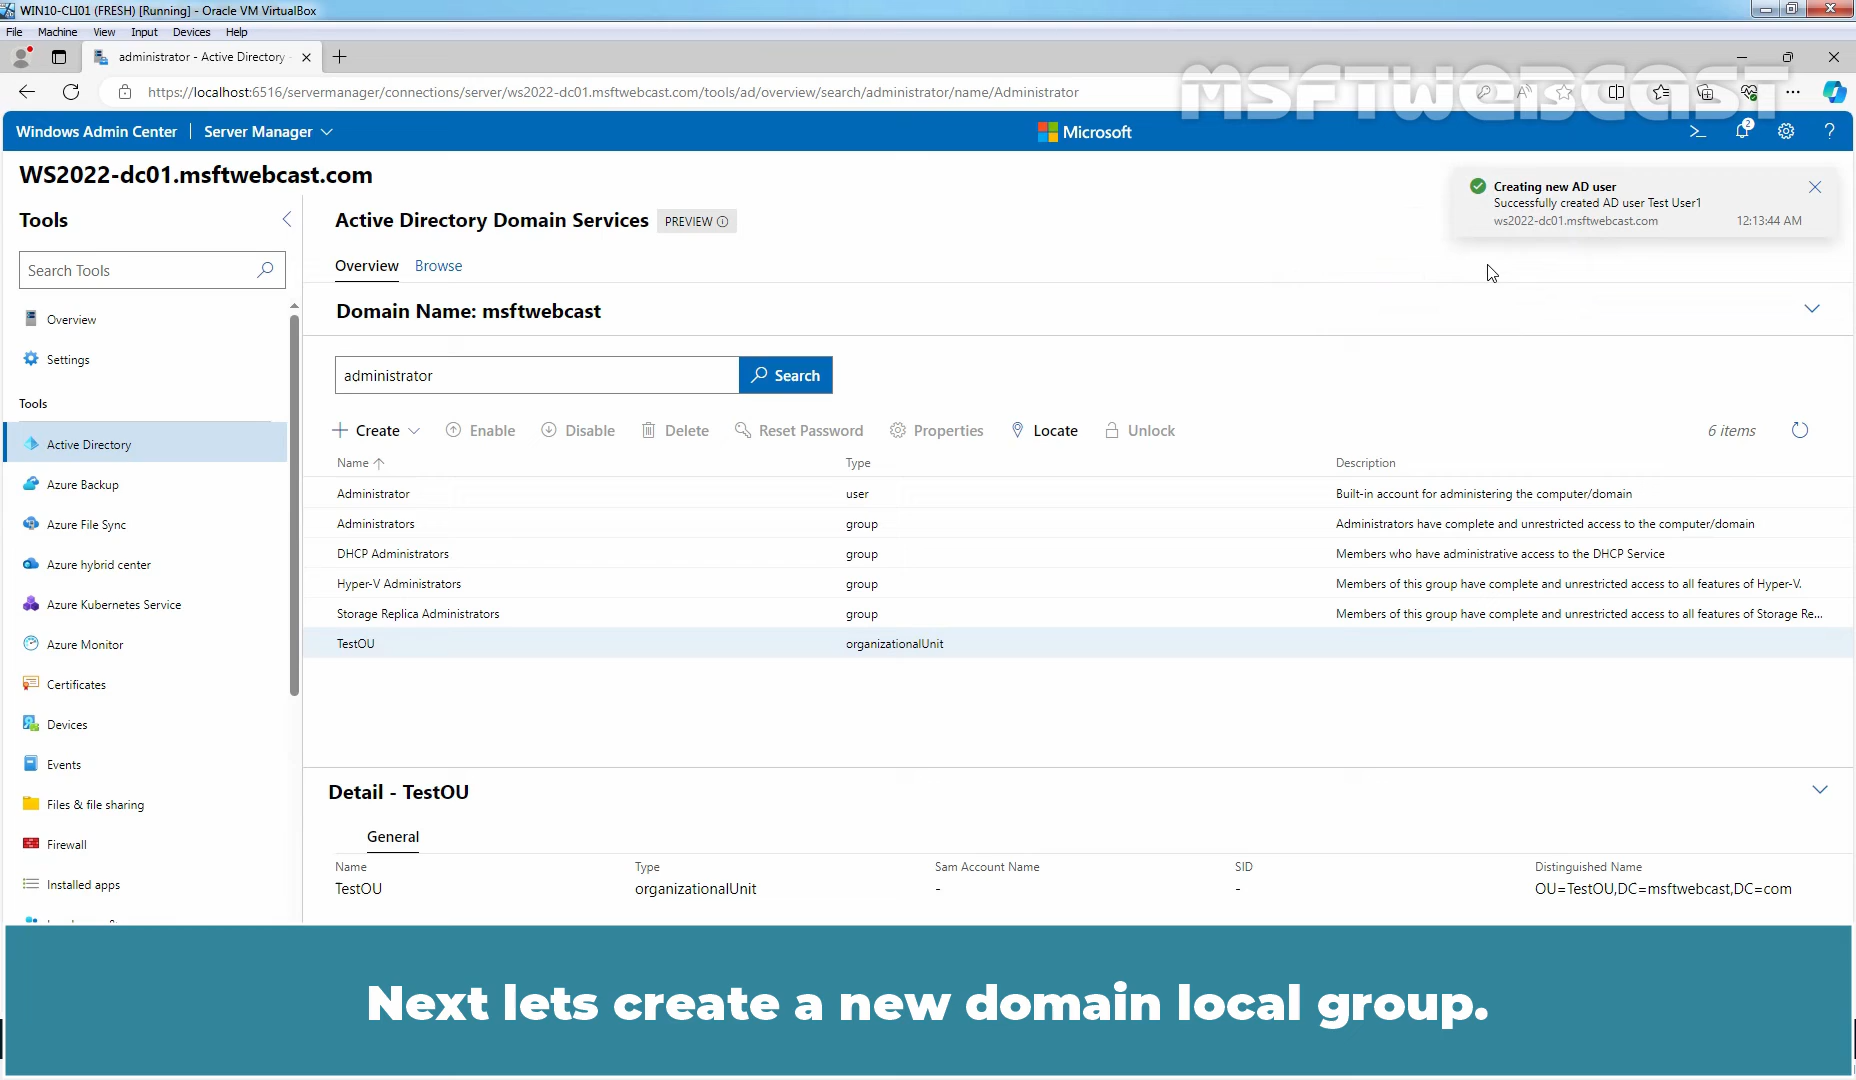 WIN10-CLI01 (FRESH) [Running] - Oracle VM VirtualBox
File Machine View Input Devices Help
administrator - Active Directory
https://localhost:6516/servermanager/connections/server/ws2022-dc01.msftwebcast.com/tools/ad/overview/search/administrator/name/Administrator
MSFTWEBCAST
Windows Admin Center Server Manager Microsoft 2 ?
WS2022-dc01.msftwebcast.com
Creating new AD user
Successfully created AD user Test User1
ws2022-dc01.msftwebcast.com 12:13:44 AM
Tools
Search Tools
Overview
Settings
Tools
Active Directory
Azure Backup
Azure File Sync
Azure hybrid center
Azure Kubernetes Service
Azure Monitor
Certificates
Devices
Events
Files & file sharing
Firewall
Installed apps
Active Directory Domain Services PREVIEW
Overview Browse
Domain Name: msftwebcast
administrator Search
Create Enable Disable Delete Reset Password Properties Locate Unlock 6 items
Name Type Description
Administrator user Built-in account for administering the computer/domain
Administrators group Administrators have complete and unrestricted access to the computer/domain
DHCP Administrators group Members who have administrative access to the DHCP Service
Hyper-V Administrators group Members of this group have complete and unrestricted access to all features of Hyper-V.
Storage Replica Administrators group Members of this group have complete and unrestricted access to all features of Storage Re...
TestOU organizationalUnit
Detail - TestOU
General
Name Type Sam Account Name SID Distinguished Name
TestOU organizationalUnit - - OU=TestOU,DC=msftwebcast,DC=com
Next lets create a new domain local group.